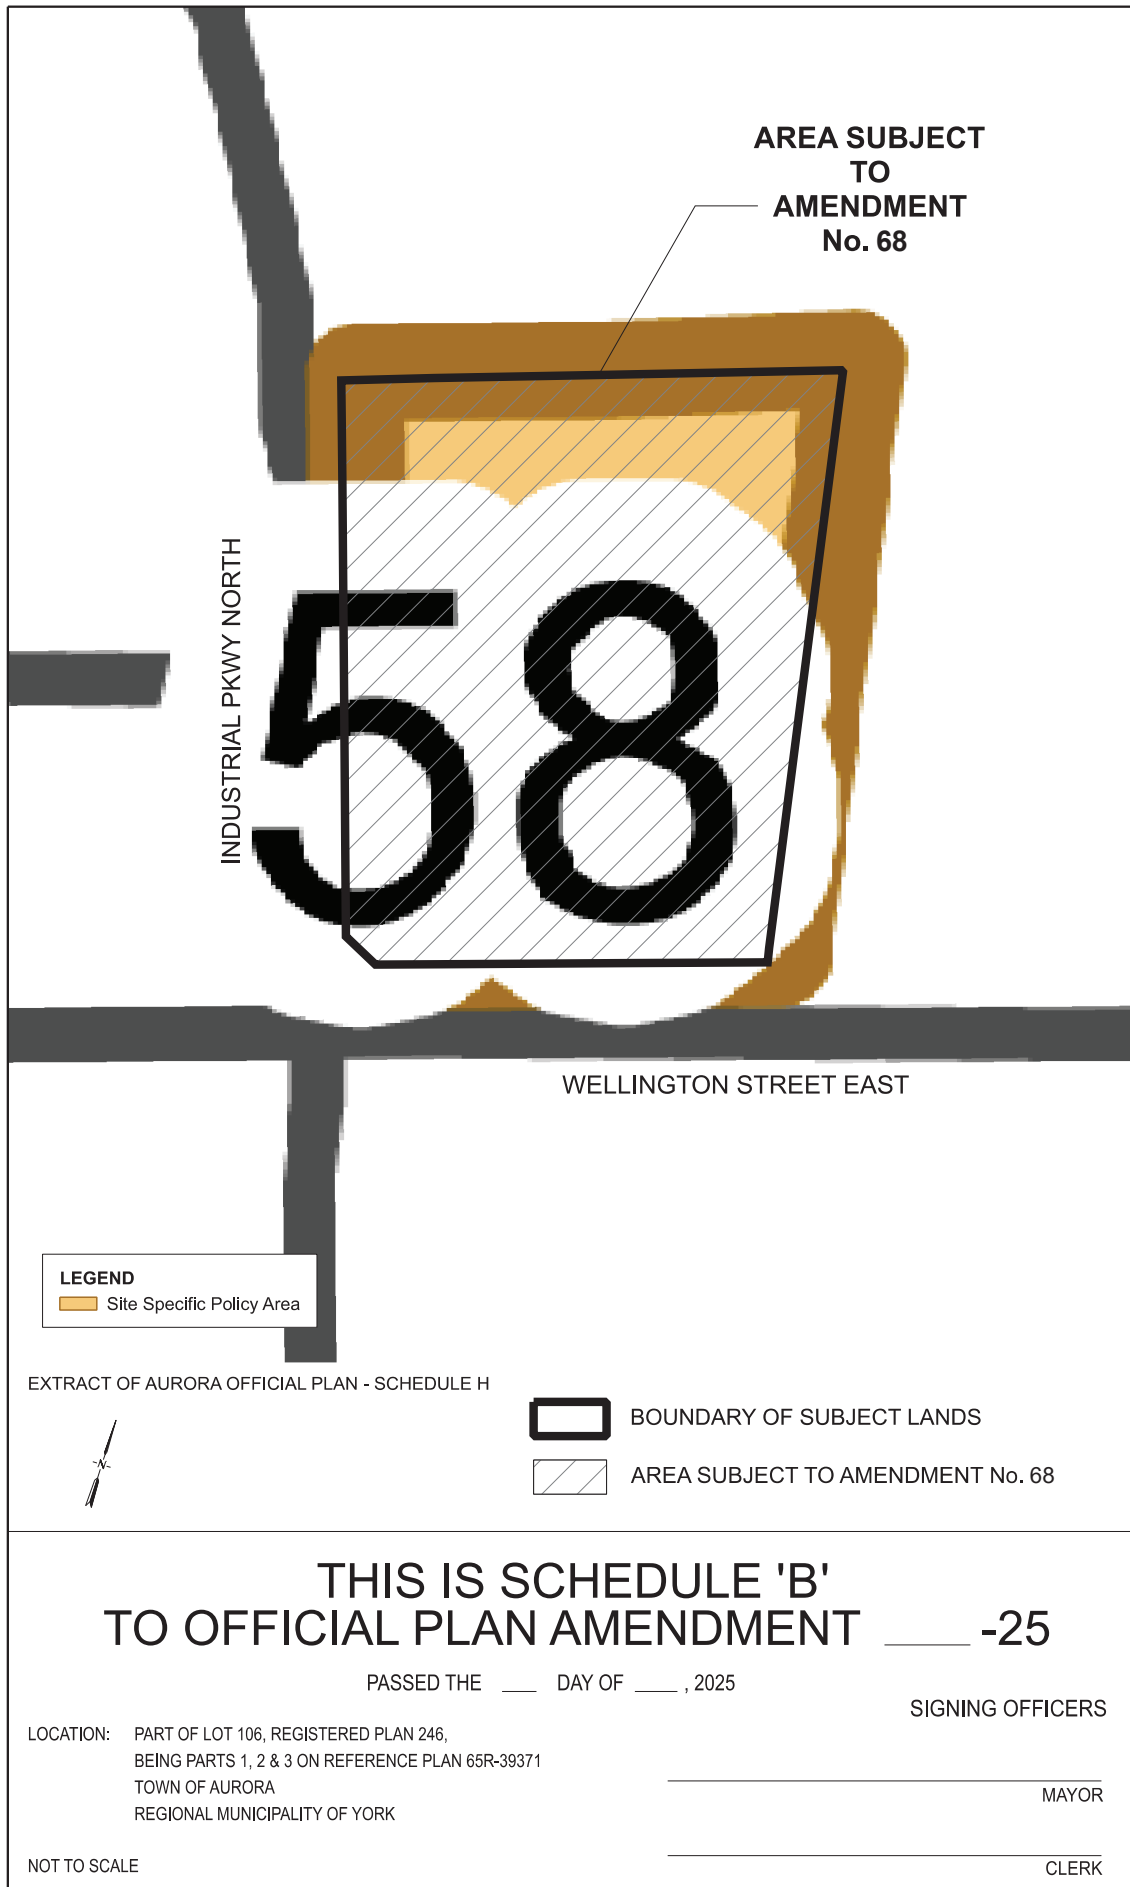 AREA SUBJECT
TO
AMENDMENT
No. 68
INDUSTRIAL PKWY NORTH
58
WELLINGTON STREET EAST
LEGEND
Site Specific Policy Area
EXTRACT OF AURORA OFFICIAL PLAN - SCHEDULE H
N
BOUNDARY OF SUBJECT LANDS
AREA SUBJECT TO AMENDMENT No. 68
THIS IS SCHEDULE 'B'
TO OFFICIAL PLAN AMENDMENT ____ -25
PASSED THE ___ DAY OF ____ , 2025
SIGNING OFFICERS
LOCATION: PART OF LOT 106, REGISTERED PLAN 246,
BEING PARTS 1, 2 & 3 ON REFERENCE PLAN 65R-39371
TOWN OF AURORA
REGIONAL MUNICIPALITY OF YORK
MAYOR
NOT TO SCALE
CLERK